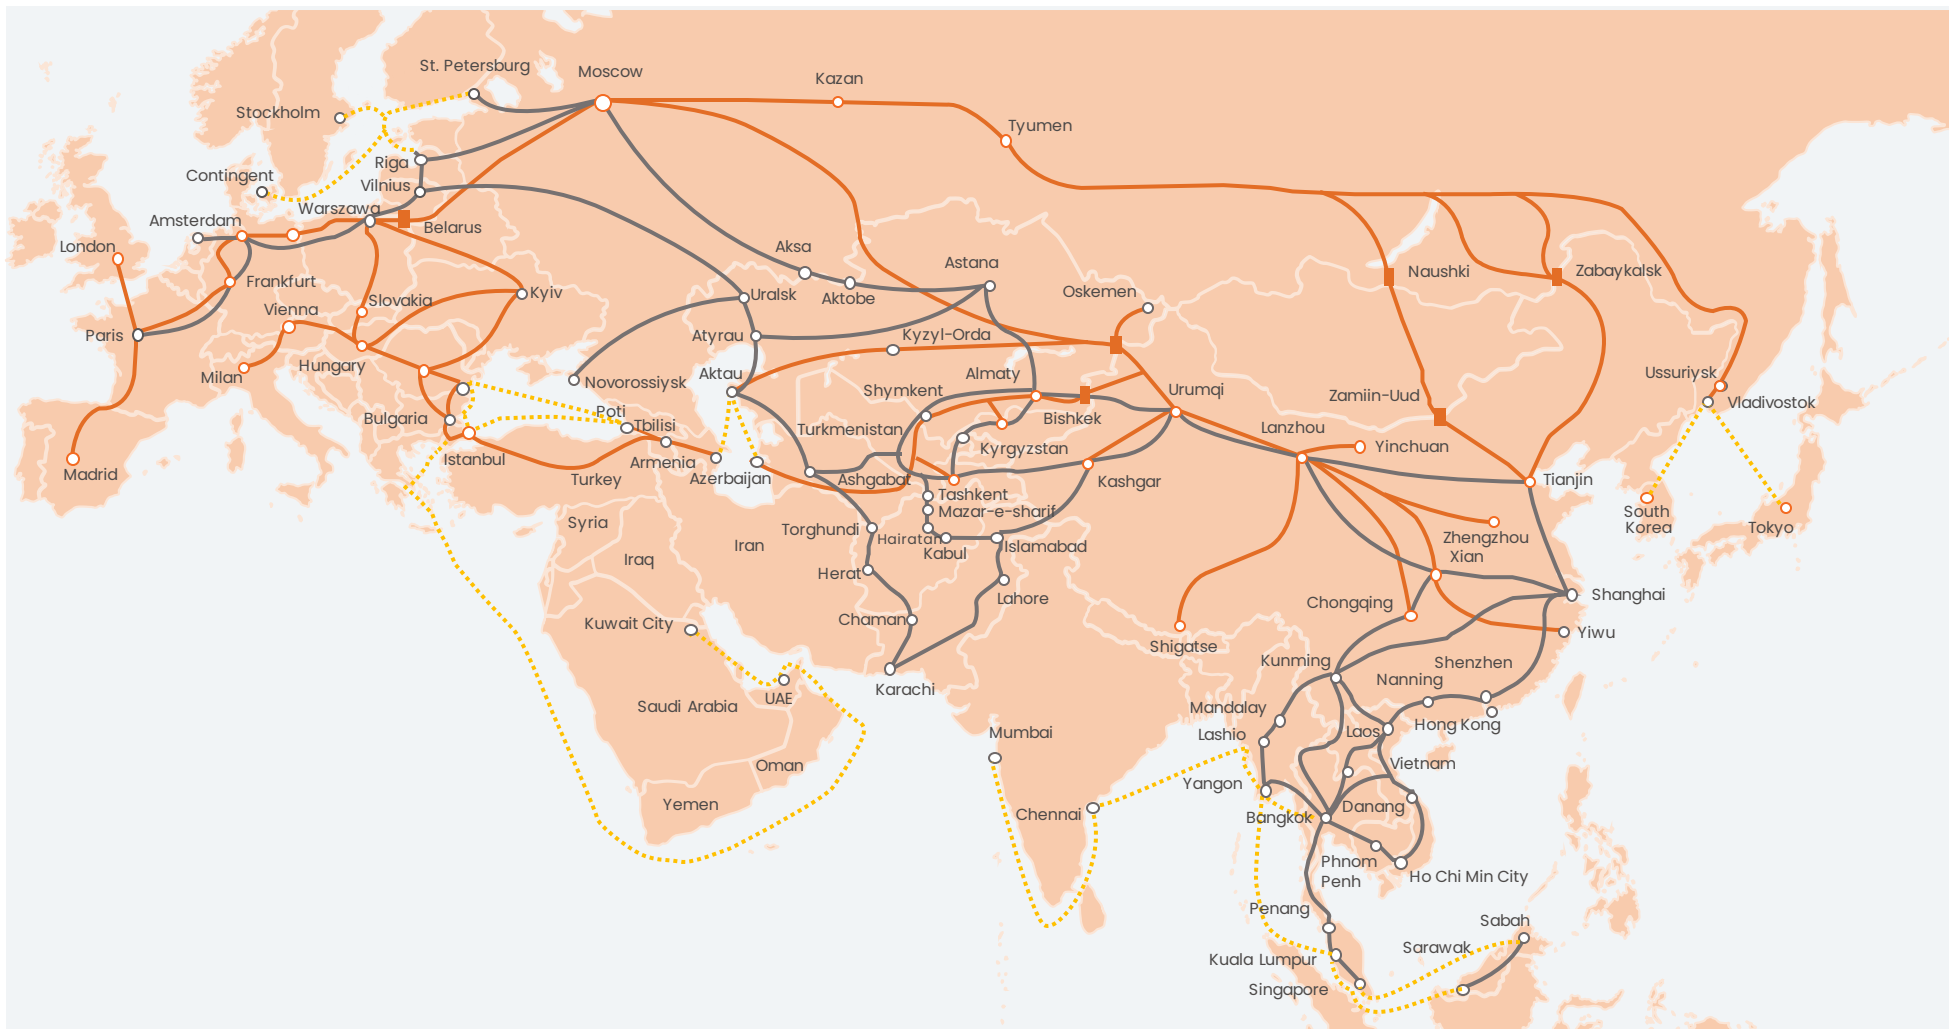 St. Petersburg
Moscow
Kazan
Stockholm
Tyumen
Riga
Contingent
Vilnius
Warszawa
Amsterdam
Belarus
London
Aksa
Astana
Naushki
Zabaykalsk
Frankfurt
Slovakia
Kyiv
Uralsk
Aktobe
Oskemen
Vienna
Paris
Atyrau
Kyzyl-Orda
Hungary
Milan
Novorossiysk
Aktau
Almaty
Shymkent
Urumqi
Zamiin-Uud
Ussuriysk
Vladivostok
Bulgaria
Poti
Tbilisi
Turkmenistan
Bishkek
Lanzhou
Yinchuan
Istanbul
Armenia
Kyrgyzstan
Madrid
Turkey
Azerbaijan
Ashgabat
Kashgar
Tianjin
Tashkent
Mazar-e-sharif
South
Korea
Tokyo
Syria
Torghundi
Hairatan
Zhengzhou
Iraq
Iran
Kabul
Islamabad
Xian
Herat
Lahore
Chongqing
Shanghai
Kuwait City
Chaman
Shigatse
Yiwu
Kunming
Shenzhen
Karachi
Nanning
UAE
Saudi Arabia
Mandalay
Hong Kong
Mumbai
Lashio
Laos
Oman
Vietnam
Yemen
Yangon
Chennai
Bangkok
Danang
Phnom
Penh
Ho Chi Min City
Penang
Sabah
Kuala Lumpur
Sarawak
Singapore